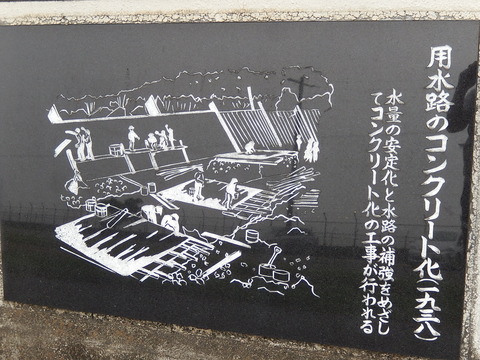 用水路のコンクリート化(一九三八)
水量の安定化と水路の補強をめざし
てコンクリート化の工事が行われる